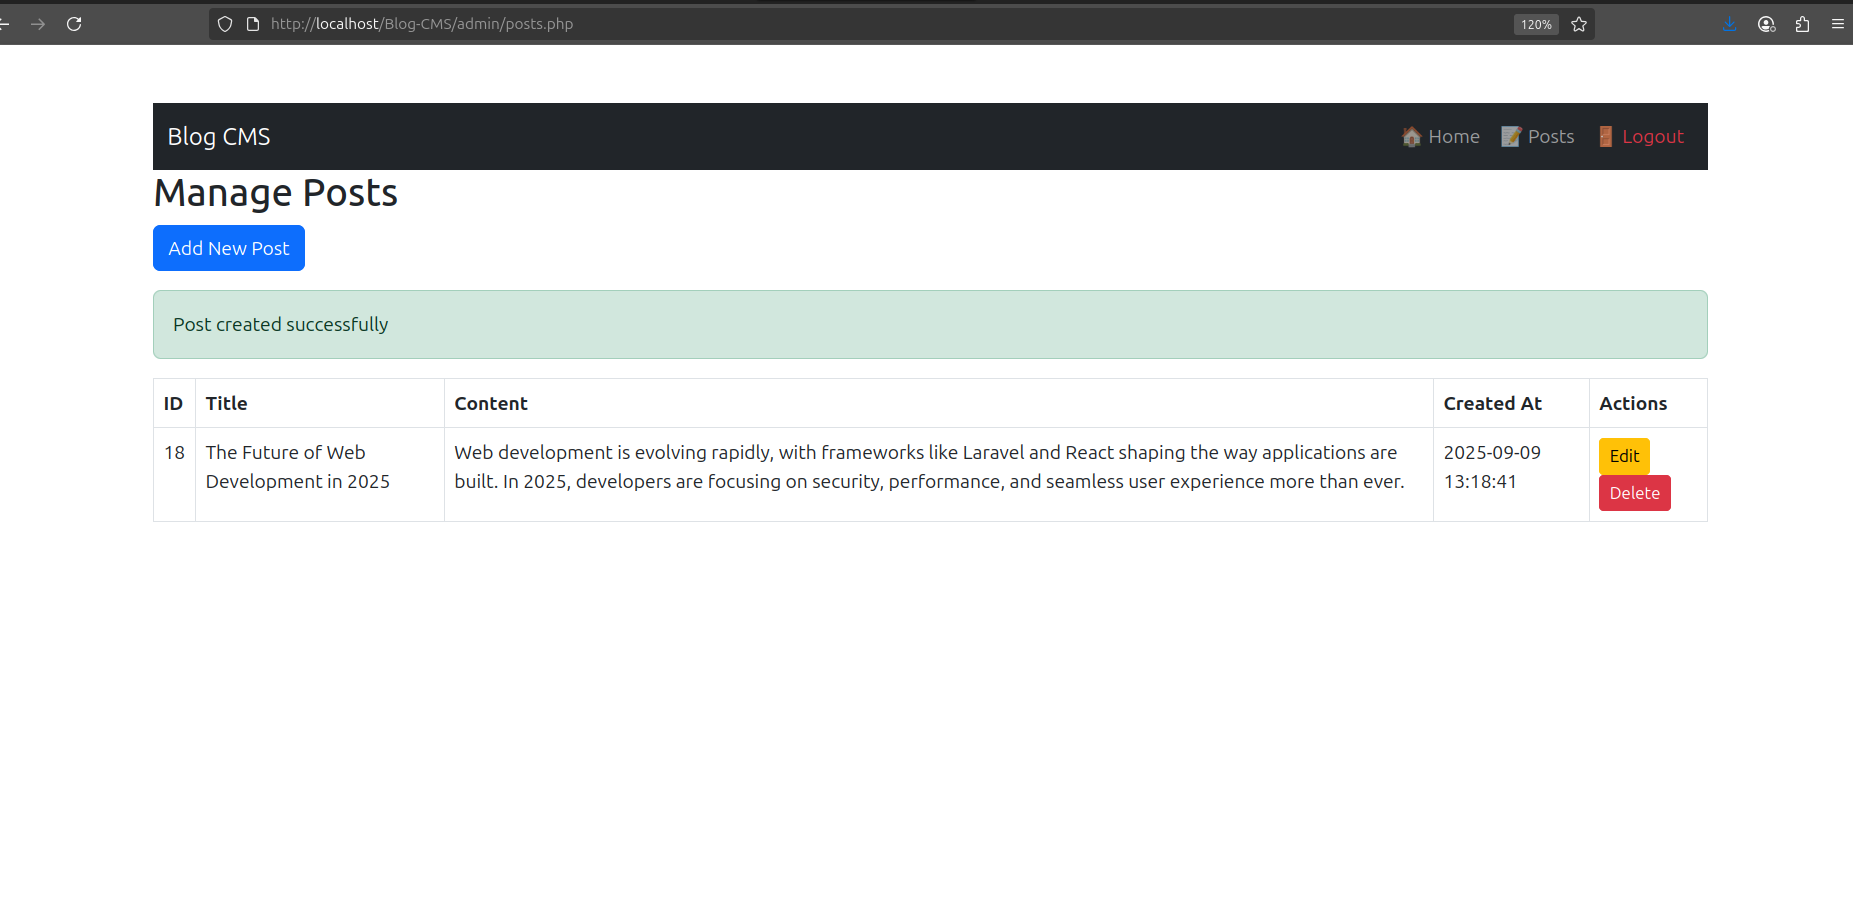 http://localhost/Blog-CMS/admin/posts.php 120%
Blog CMS 🏠 Home 📝 Posts 🚪 Logout
Manage Posts
Add New Post
Post created successfully
ID Title Content Created At Actions
18 The Future of Web Web development is evolving rapidly, with frameworks like Laravel and React shaping the way applications are 2025-09-09 Edit
Development in 2025 built. In 2025, developers are focusing on security, performance, and seamless user experience more than ever. 13:18:41 Delete